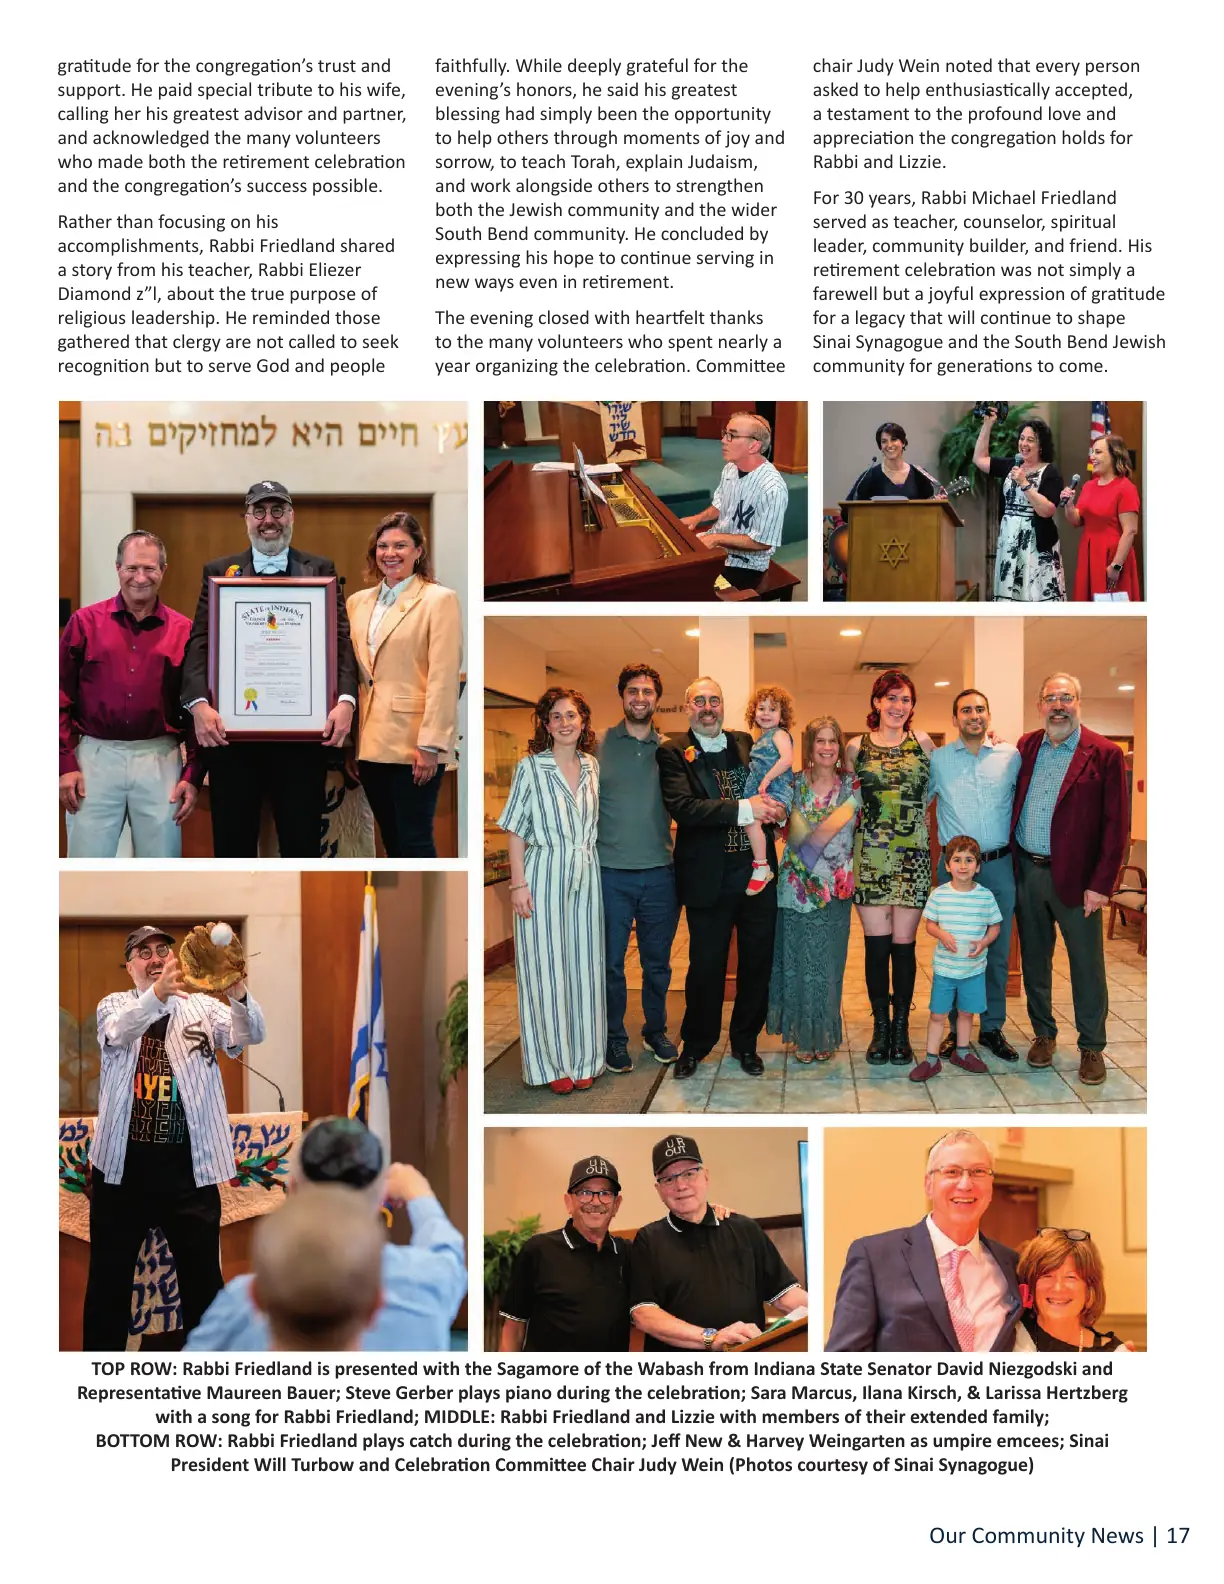 gratitude for the congregation's trust and
support. He paid special tribute to his wife,
calling her his greatest advisor and partner,
and acknowledged the many volunteers
who made both the retirement celebration
and the congregation's success possible.
Rather than focusing on his
accomplishments, Rabbi Friedland shared
a story from his teacher, Rabbi Eliezer
Diamond z”l, about the true purpose of
religious leadership. He reminded those
gathered that clergy are not called to seek
recognition but to serve God and people
faithfully. While deeply grateful for the
evening's honors, he said his greatest
blessing had simply been the opportunity
to help others through moments of joy and
sorrow, to teach Torah, explain Judaism,
and work alongside others to strengthen
both the Jewish community and the wider
South Bend community. He concluded by
expressing his hope to continue serving in
new ways even in retirement.
The evening closed with heartfelt thanks
to the many volunteers who spent nearly a
year organizing the celebration. Committee
chair Judy Wein noted that every person
asked to help enthusiastically accepted,
a testament to the profound love and
appreciation the congregation holds for
Rabbi and Lizzie.
For 30 years, Rabbi Michael Friedland
served as teacher, counselor, spiritual
leader, community builder, and friend. His
retirement celebration was not simply a
farewell but a joyful expression of gratitude
for a legacy that will continue to shape
Sinai Synagogue and the South Bend Jewish
community for generations to come.
עץ חיים היא למחזיקים בה
STATE OF INDIANA
שירו
לי״
שיר
חדש
U R
OUT
U R
OUT
TOP ROW: Rabbi Friedland is presented with the Sagamore of the Wabash from Indiana State Senator David Niezgodski and
Representative Maureen Bauer; Steve Gerber plays piano during the celebration; Sara Marcus, Ilana Kirsch, & Larissa Hertzberg
with a song for Rabbi Friedland; MIDDLE: Rabbi Friedland and Lizzie with members of their extended family;
BOTTOM ROW: Rabbi Friedland plays catch during the celebration; Jeff New & Harvey Weingarten as umpire emcees; Sinai
President Will Turbow and Celebration Committee Chair Judy Wein (Photos courtesy of Sinai Synagogue)
Our Community News | 17